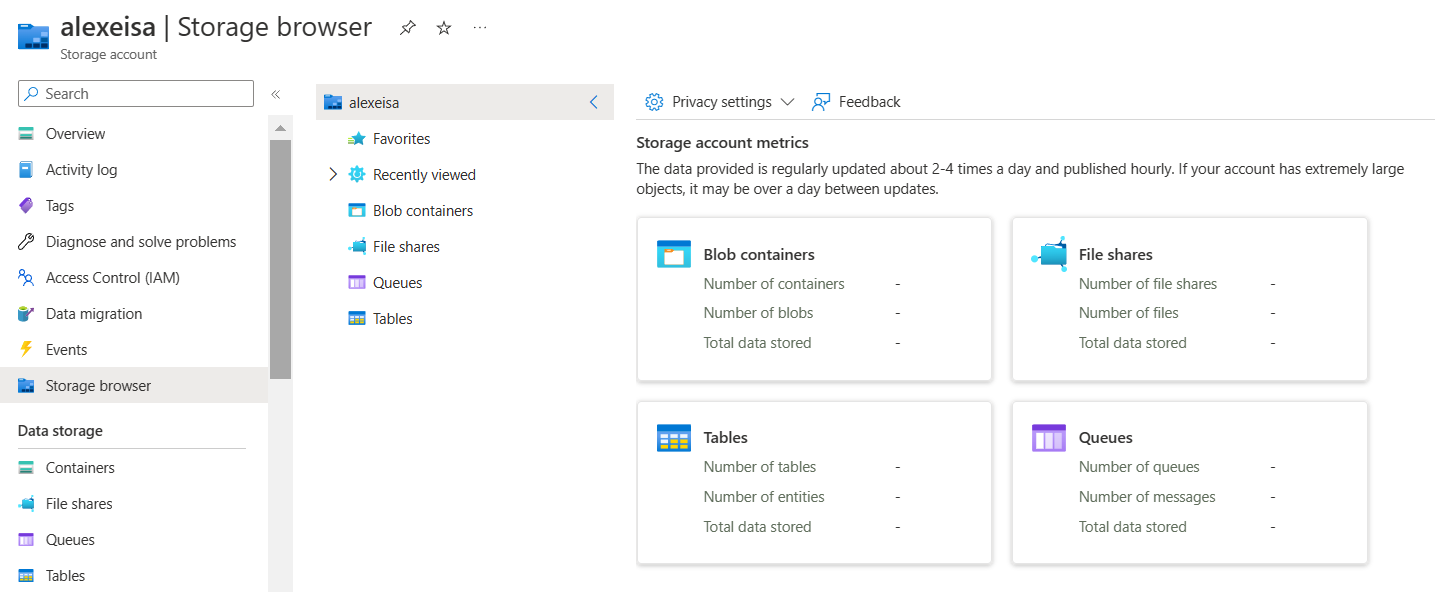 alexeisa | Storage browser
Storage account
Search
Overview
Activity log
Tags
Diagnose and solve problems
Access Control (IAM)
Data migration
Events
Storage browser
Data storage
Containers
File shares
Queues
Tables
alexeisa
Favorites
Recently viewed
Blob containers
File shares
Queues
Tables
Privacy settings
Feedback
Storage account metrics
The data provided is regularly updated about 2-4 times a day and published hourly. If your account has extremely large
objects, it may be over a day between updates.
Blob containers
Number of containers -
Number of blobs -
Total data stored -
File shares
Number of file shares -
Number of files -
Total data stored -
Tables
Number of tables -
Number of entities -
Total data stored -
Queues
Number of queues -
Number of messages -
Total data stored -